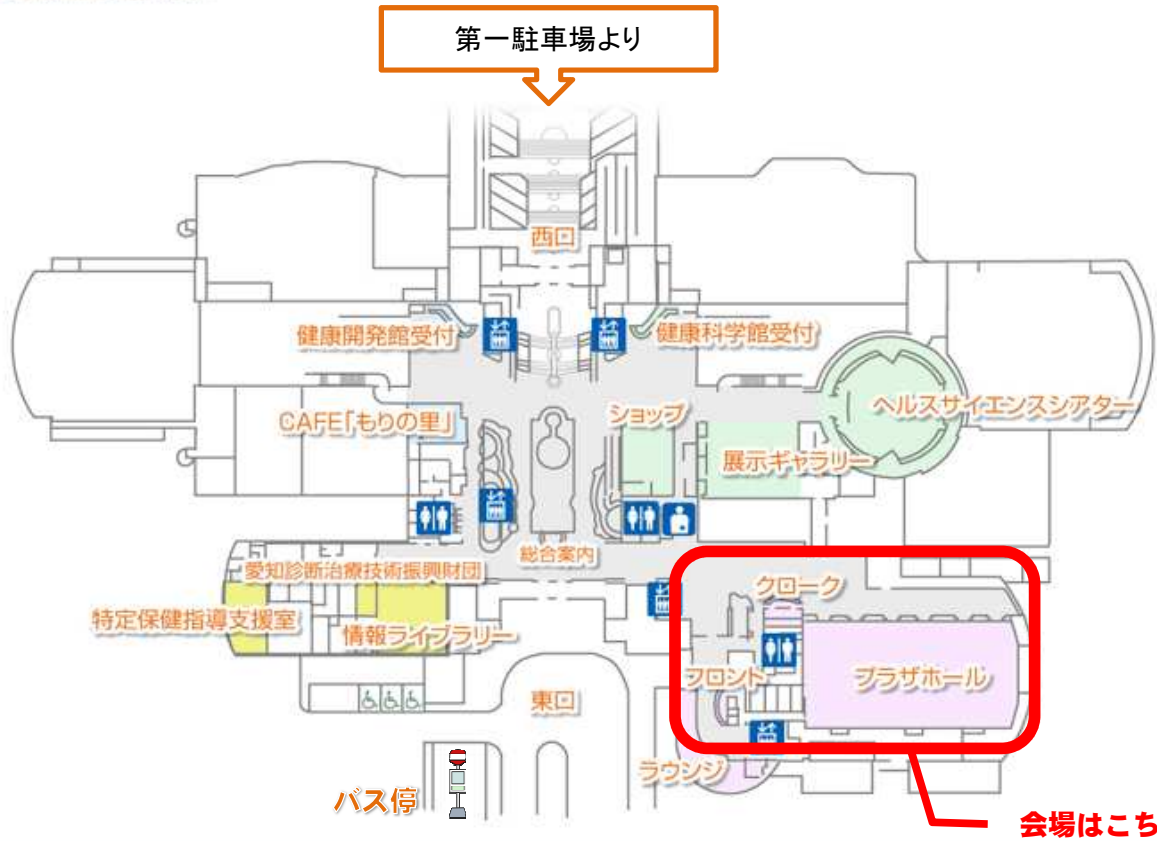 第一駐車場より
西口
健康開発館受付
健康科学館受付
CAFE「もりの里」
ショップ
ヘルスサイエンスシアター
展示ギャラリー
総合案内
愛知診断治療技術振興財団
クローク
特定保健指導支援室
情報ライブラリー
フロント
プラザホール
東口
ラウンジ
バス停
会場はこち